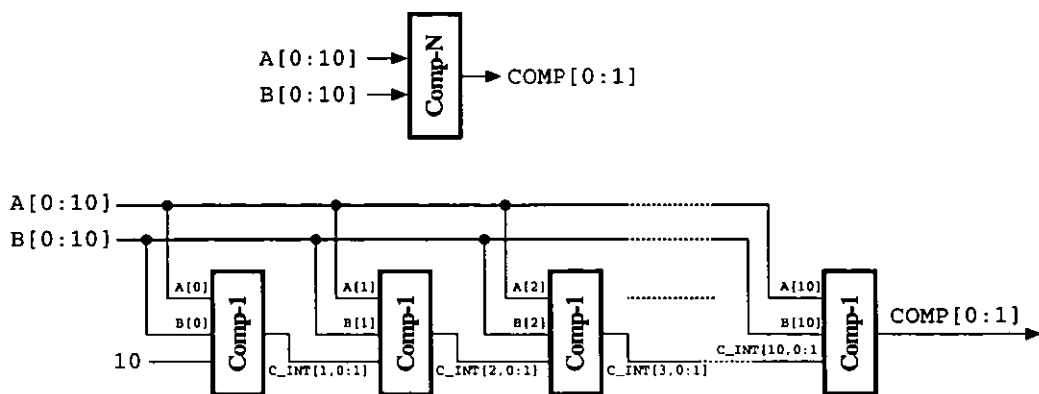 A[0:10]
B[0:10]
Comp-N
COMP[0:1]
A[0:10]
B[0:10]
A[0]
B[0]
10
Comp-1
C_INT[1,0:1]
A[1]
B[1]
Comp-1
C_INT[2,0:1]
A[2]
B[2]
Comp-1
C_INT[3,0:1]
A[10]
B[10]
C_INT[10,0:1
Comp-1
COMP[0:1]